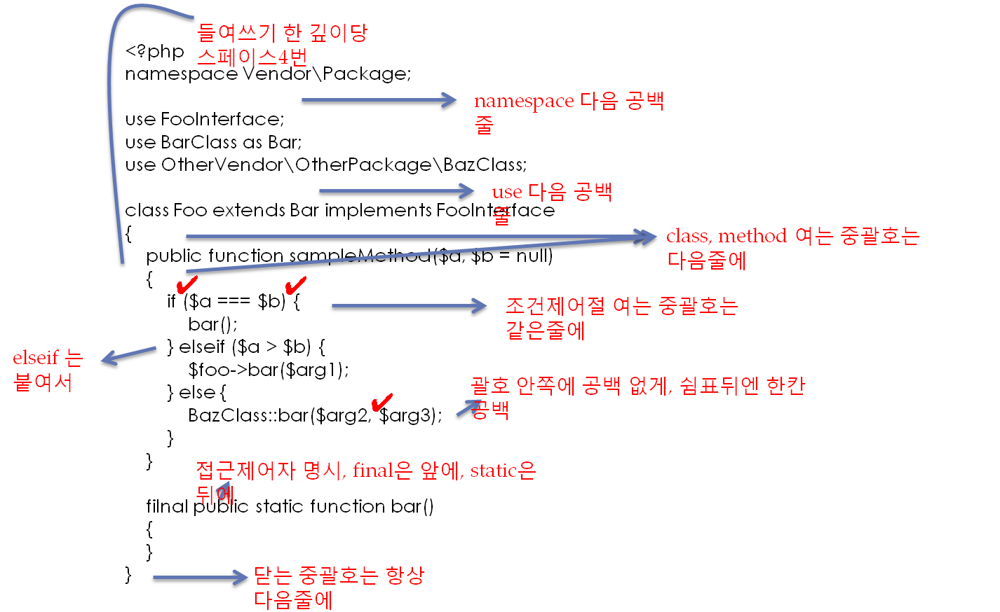 들여쓰기 한 깊이당
스페이스4번
<?php
namespace Vendor\Package;
namespace 다음 공백
줄
use FooInterface;
use BarClass as Bar;
use OtherVendor\OtherPackage\BazClass;
use 다음 공백
줄
class Foo extends Bar implements FooInterface
{
class, method 여는 중괄호는
다음줄에
public function sampleMethod($a, $b = null)
{
if ($a === $b) {
조건제어절 여는 중괄호는
같은줄에
bar();
} elseif ($a > $b) {
elseif 는
붙여서
$foo->bar($arg1);
} else {
괄호 안쪽에 공백 없게, 쉼표뒤엔 한칸
공백
BazClass::bar($arg2, $arg3);
}
}
접근제어자 명시, final은 앞에, static은
뒤에
filnal public static function bar()
{
}
}
닫는 중괄호는 항상
다음줄에